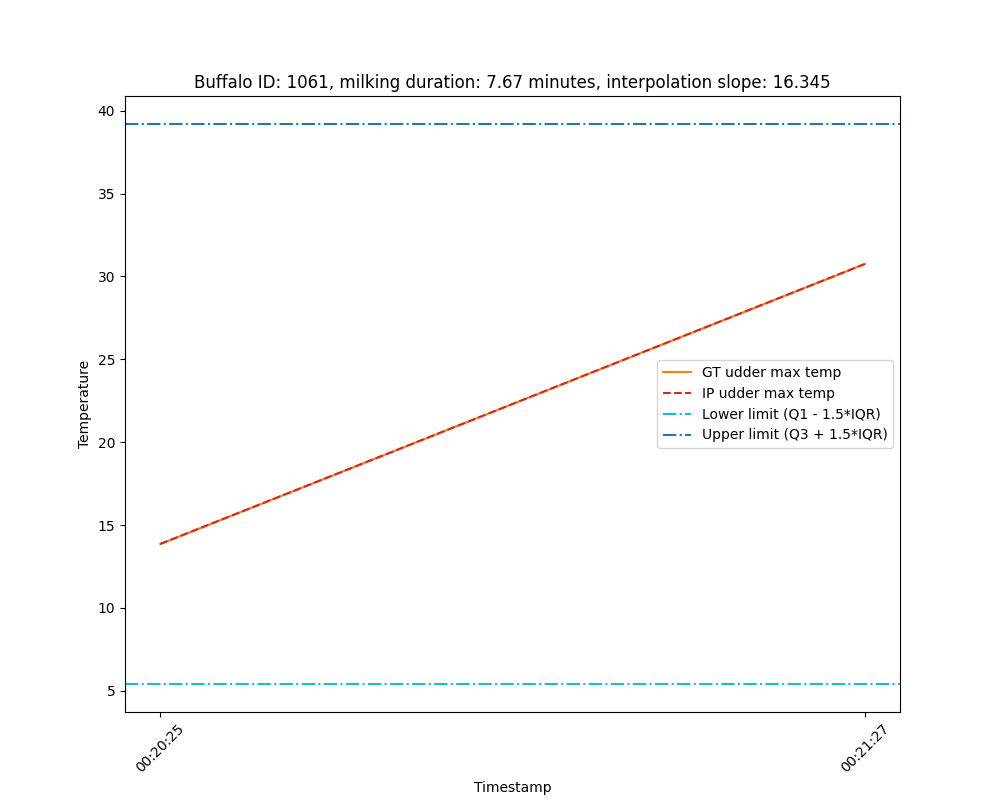 Buffalo ID: 1061, milking duration: 7.67 minutes, interpolation slope: 16.345
40
35
30
25
20
15
10
5
Temperature
GT udder max temp
IP udder max temp
Lower limit (Q1 - 1.5*IQR)
Upper limit (Q3 + 1.5*IQR)
00:20:25
00:21:27
Timestamp